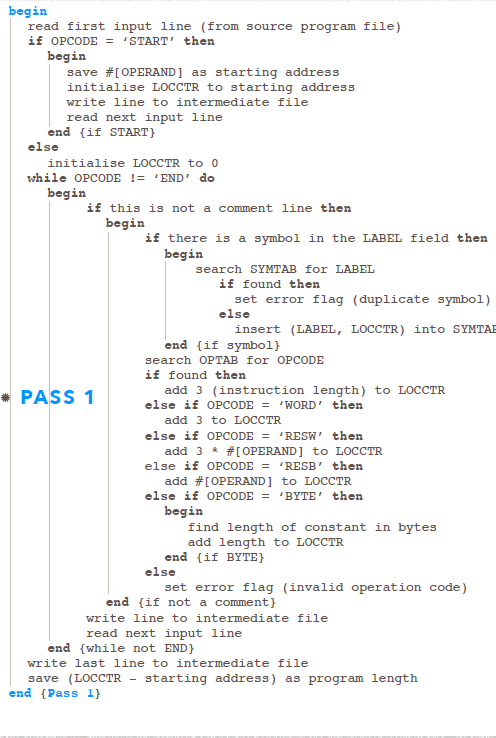 begin
read first input line (from source program file)
if OPCODE = ‘START’ then
begin
save #[OPERAND] as starting address
initialise LOCCTR to starting address
write line to intermediate file
read next input line
end {if START}
else
initialise LOCCTR to 0
while OPCODE != ‘END’ do
begin
if this is not a comment line then
begin
if there is a symbol in the LABEL field then
begin
search SYMTAB for LABEL
if found then
set error flag (duplicate symbol)
else
insert (LABEL, LOCCTR) into SYMTAB
end {if symbol}
search OPTAB for OPCODE
if found then
add 3 (instruction length) to LOCCTR
else if OPCODE = ‘WORD’ then
add 3 to LOCCTR
else if OPCODE = ‘RESW’ then
add 3 * #[OPERAND] to LOCCTR
else if OPCODE = ‘RESB’ then
add #[OPERAND] to LOCCTR
else if OPCODE = ‘BYTE’ then
begin
find length of constant in bytes
add length to LOCCTR
end {if BYTE}
else
set error flag (invalid operation code)
end {if not a comment}
write line to intermediate file
read next input line
end {while not END}
write last line to intermediate file
save (LOCCTR – starting address) as program length
end {Pass 1}
✹ PASS 1